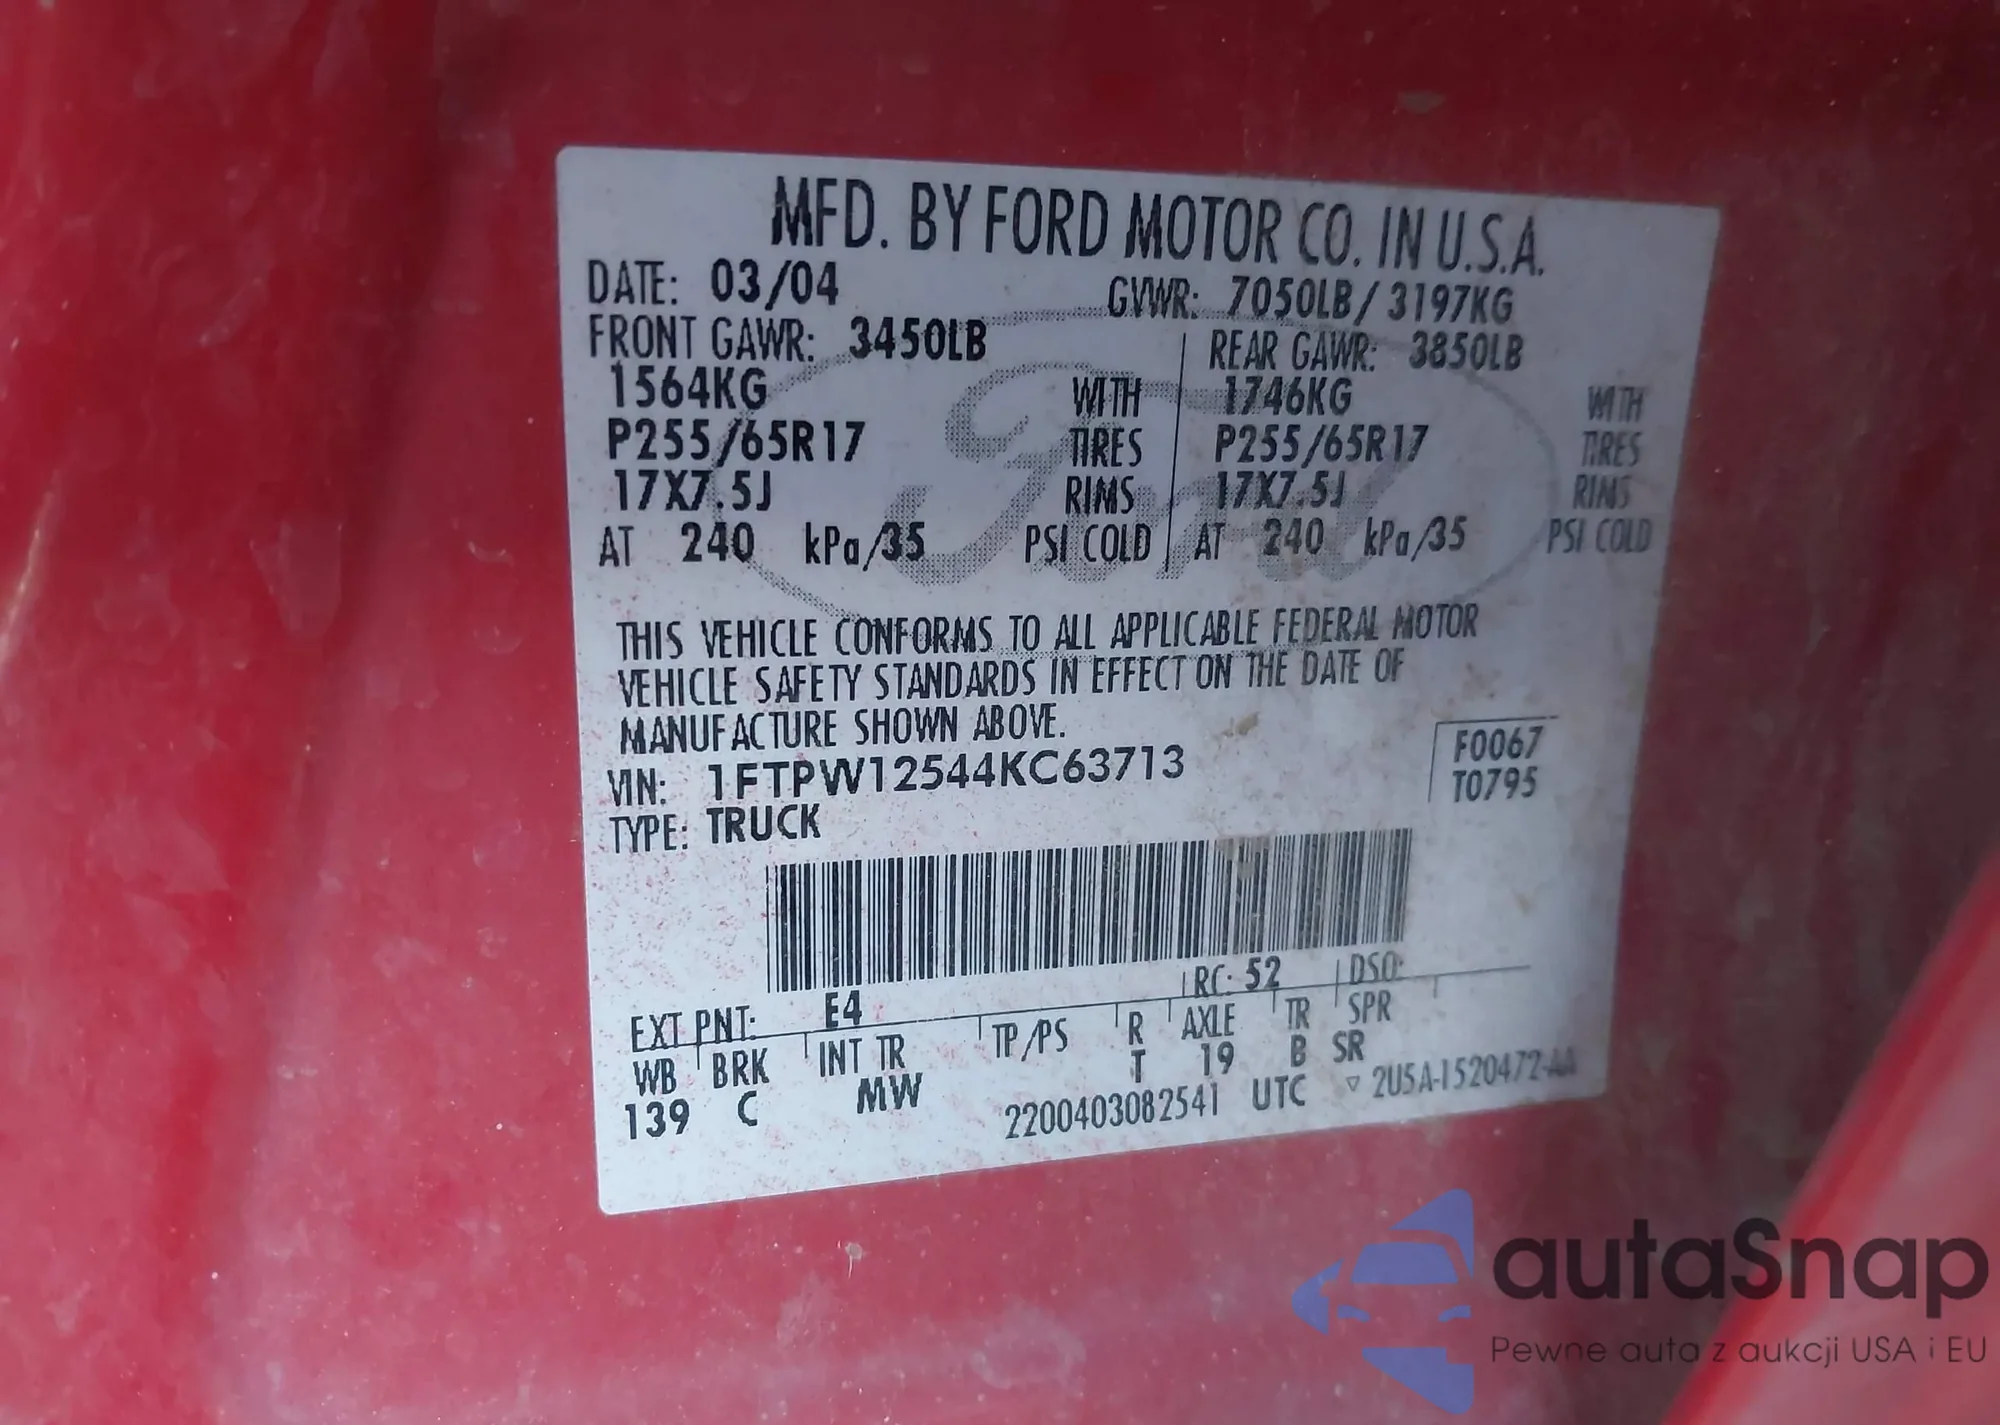 MFD. BY FORD MOTOR CO. IN U.S.A.
DATE: 03/04 GVWR: 7050LB / 3197KG
FRONT GAWR: 3450LB REAR GAWR: 3850LB
1564KG WITH 1746KG WITH
P255/65R17 TIRES P255/65R17 TIRES
17X7.5J RIMS 17X7.5J RIMS
AT 240 kPa/35 PSI COLD AT 240 kPa/35 PSI COLD
Ford
THIS VEHICLE CONFORMS TO ALL APPLICABLE FEDERAL MOTOR
VEHICLE SAFETY STANDARDS IN EFFECT ON THE DATE OF
MANUFACTURE SHOWN ABOVE.
F0067
VIN: 1FTPW12544KC63713
T0795
TYPE: TRUCK
EXT PNT: E4 RC: 52 DSO:
WB BRK INT TR TP/PS R AXLE TR SPR
139 C MW T 19 B SR
2200403082541 UTC ▽ 2U5A-1520472-AA
autoSnap
Pewne auta z aukcji USA i EU